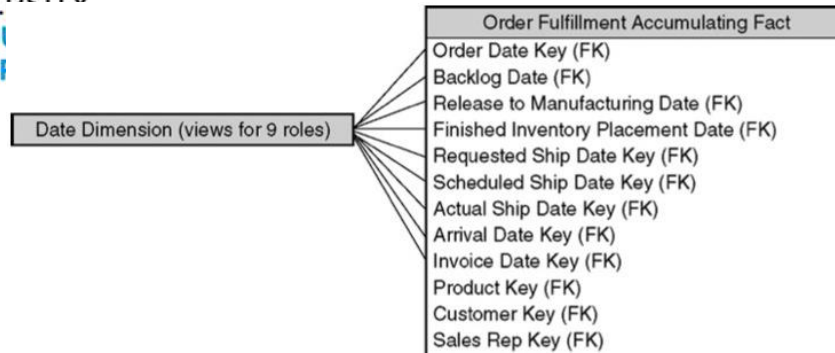 Order Fulfillment Accumulating Fact
Order Date Key (FK)
Backlog Date (FK)
Release to Manufacturing Date (FK)
Date Dimension (views for 9 roles)
Finished Inventory Placement Date (FK)
Requested Ship Date Key (FK)
Scheduled Ship Date Key (FK)
Actual Ship Date Key (FK)
Arrival Date Key (FK)
Invoice Date Key (FK)
Product Key (FK)
Customer Key (FK)
Sales Rep Key (FK)